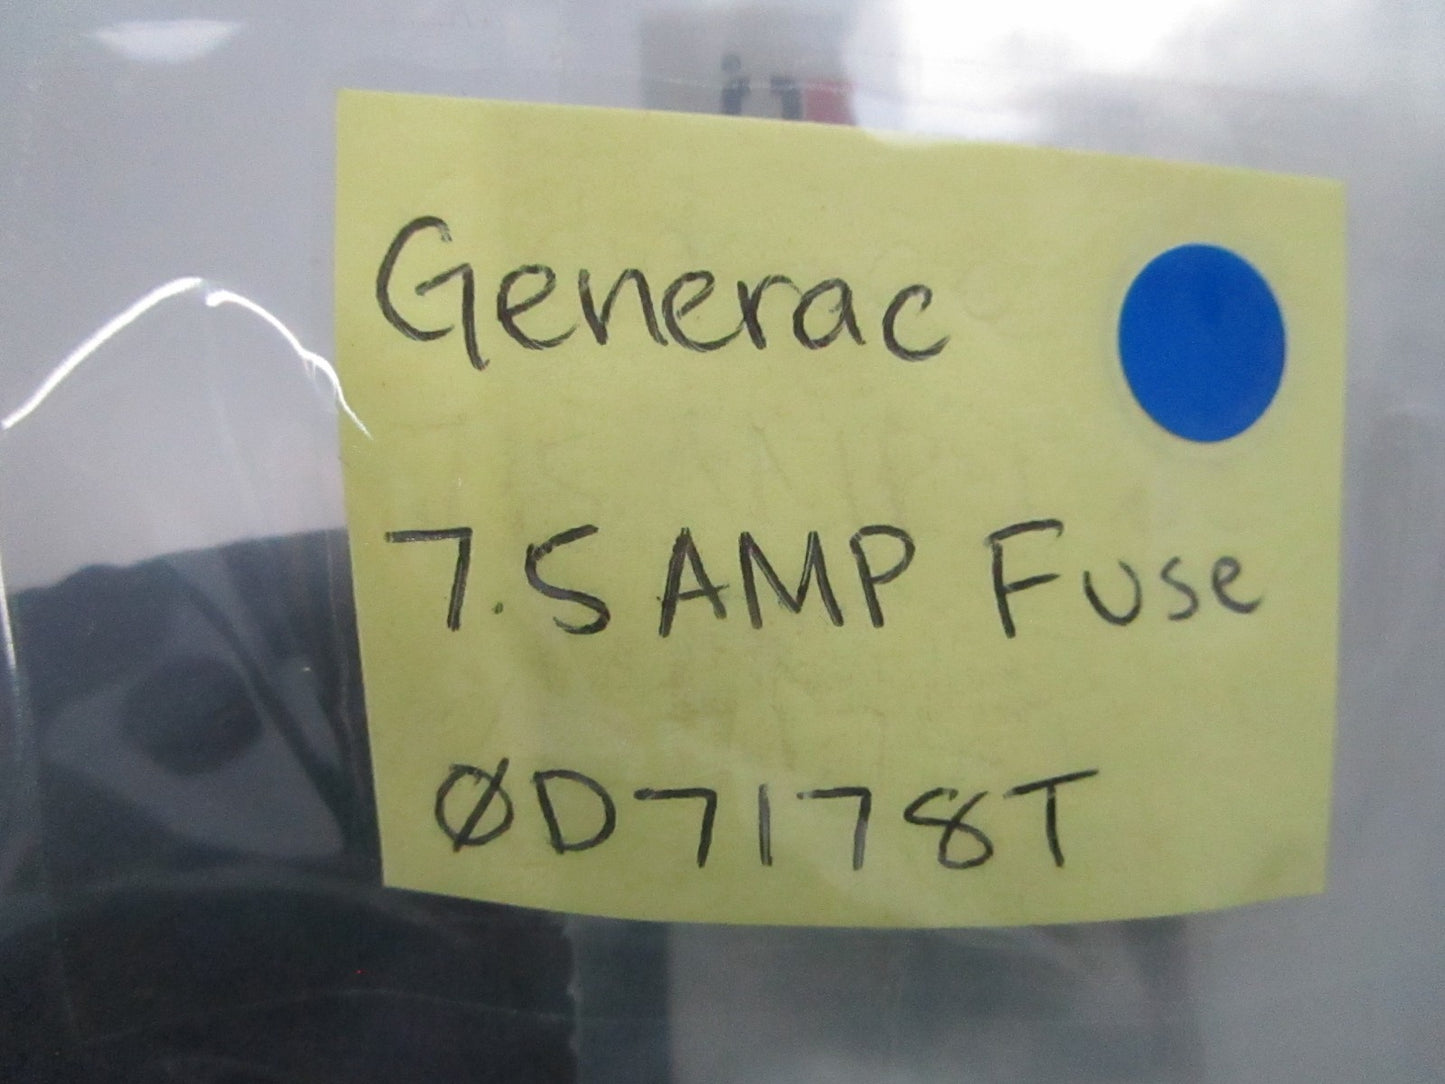 Generac
7.5 AMP Fuse
ØD7178T